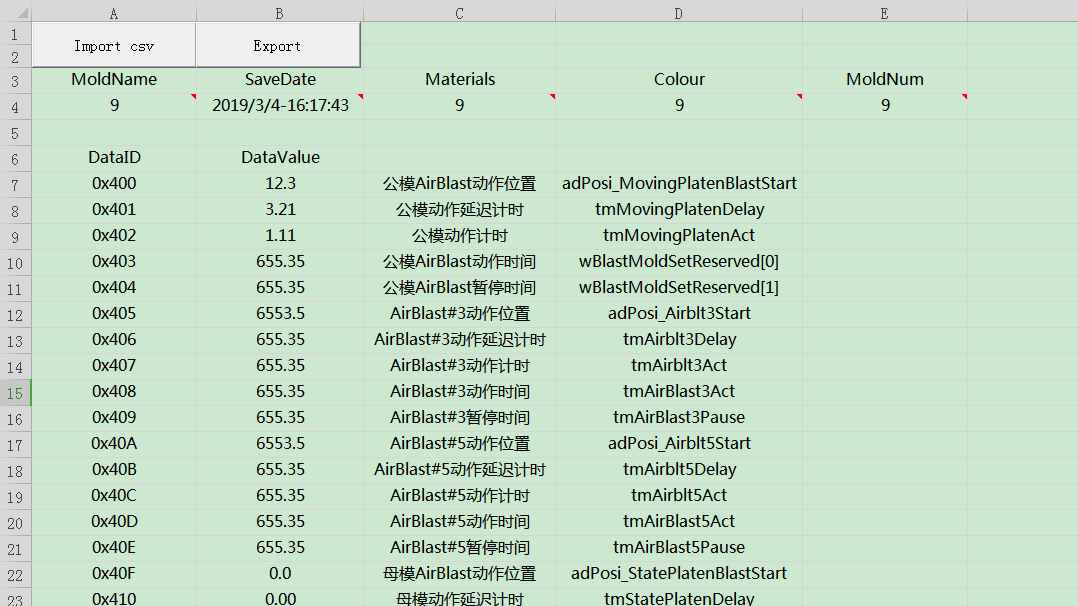 A B C D E
1 Import csv Export
2
3 MoldName SaveDate Materials Colour MoldNum
4 9 2019/3/4-16:17:43 9 9 9
5
6 DataID DataValue
7 0x400 12.3 公模AirBlast动作位置 adPosi_MovingPlatenBlastStart
8 0x401 3.21 公模动作延迟计时 tmMovingPlatenDelay
9 0x402 1.11 公模动作计时 tmMovingPlatenAct
10 0x403 655.35 公模AirBlast动作时间 wBlastMoldSetReserved[0]
11 0x404 655.35 公模AirBlast暂停时间 wBlastMoldSetReserved[1]
12 0x405 6553.5 AirBlast#3动作位置 adPosi_Airblt3Start
13 0x406 655.35 AirBlast#3动作延迟计时 tmAirblt3Delay
14 0x407 655.35 AirBlast#3动作计时 tmAirblt3Act
15 0x408 655.35 AirBlast#3动作时间 tmAirBlast3Act
16 0x409 655.35 AirBlast#3暂停时间 tmAirBlast3Pause
17 0x40A 6553.5 AirBlast#5动作位置 adPosi_Airblt5Start
18 0x40B 655.35 AirBlast#5动作延迟计时 tmAirblt5Delay
19 0x40C 655.35 AirBlast#5动作计时 tmAirblt5Act
20 0x40D 655.35 AirBlast#5动作时间 tmAirBlast5Act
21 0x40E 655.35 AirBlast#5暂停时间 tmAirBlast5Pause
22 0x40F 0.0 母模AirBlast动作位置 adPosi_StatePlatenBlastStart
23 0x410 0.00 母模动作延迟计时 tmStatePlatenDelay